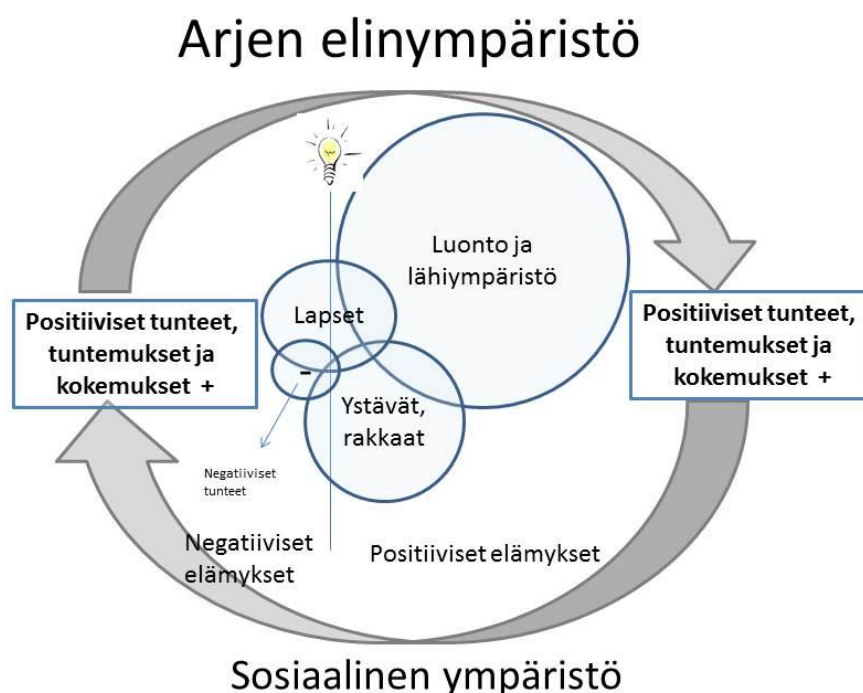 Arjen elinympäristö
Luonto ja
lähiympäristö
Lapset
Positiiviset tunteet,
tuntemukset ja
kokemukset +
Positiiviset tunteet,
tuntemukset ja
kokemukset +
-
Ystävät,
rakkaat
Negatiiviset
tunteet
Negatiiviset
elämykset
Positiiviset elämykset
Sosiaalinen ympäristö